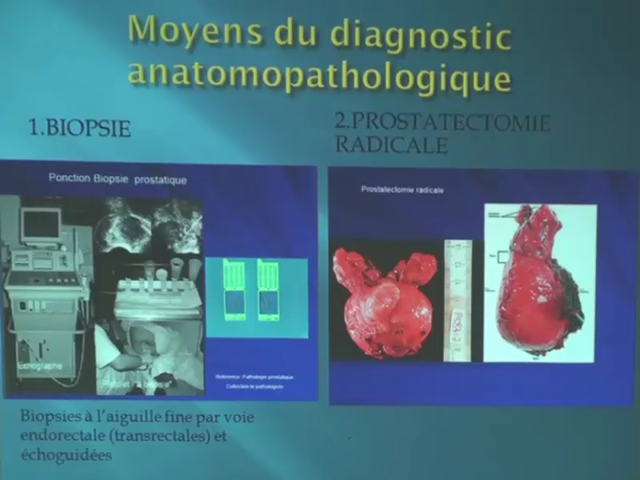 Moyens du diagnostic
anatomopathologique
1.BIOPSIE
2.PROSTATECTOMIE
RADICALE
Ponction Biopsie prostatique
Prostatectomie radicale
Echographe
Biopsies à l'aiguille fine par voie
endorectale (transrectales) et
échoguidées